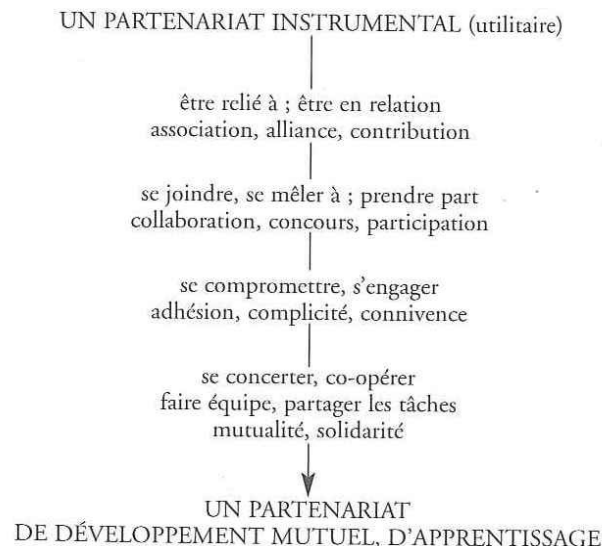 UN PARTENARIAT INSTRUMENTAL (utilitaire)
être relié à ; être en relation
association, alliance, contribution
se joindre, se mêler à ; prendre part
collaboration, concours, participation
se compromettre, s'engager
adhésion, complicité, connivence
se concerter, co-opérer
faire équipe, partager les tâches
mutualité, solidarité
UN PARTENARIAT
DE DÉVELOPPEMENT MUTUEL, D'APPRENTISSAGE